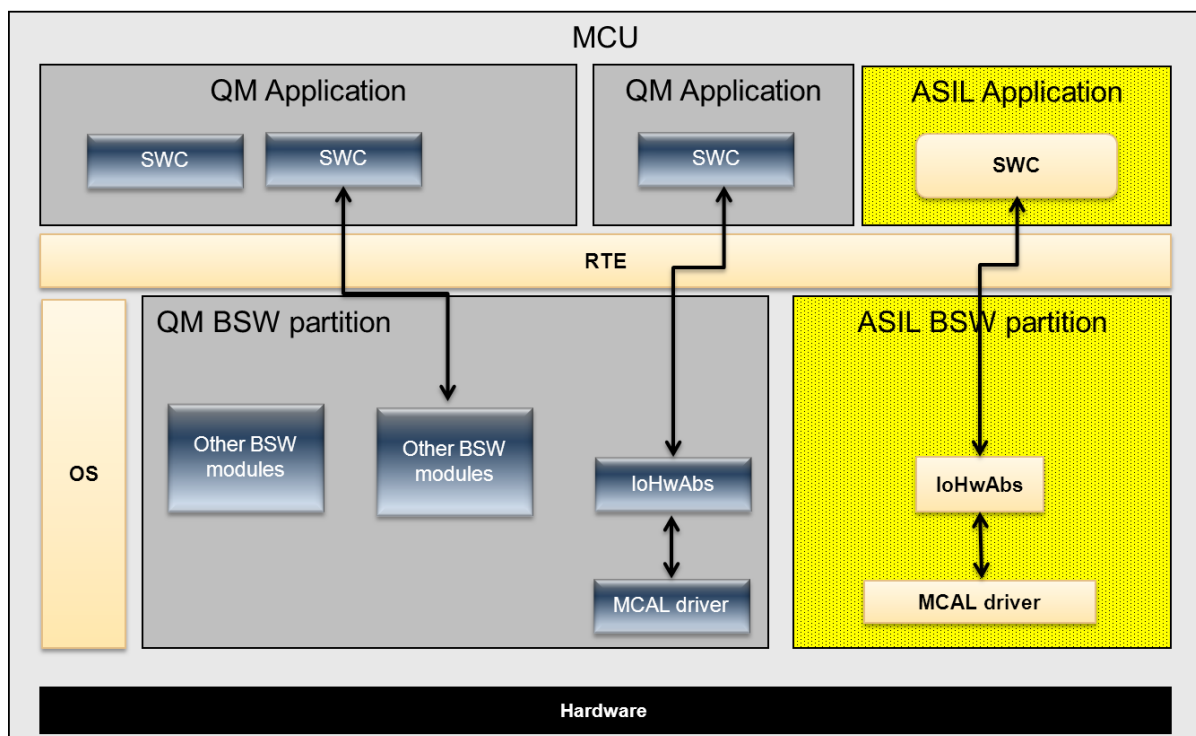 MCU
QM Application
QM Application
ASIL Application
SWC
SWC
SWC
SWC
RTE
QM BSW partition
ASIL BSW partition
OS
Other BSW
modules
Other BSW
modules
IoHwAbs
IoHwAbs
MCAL driver
MCAL driver
Hardware